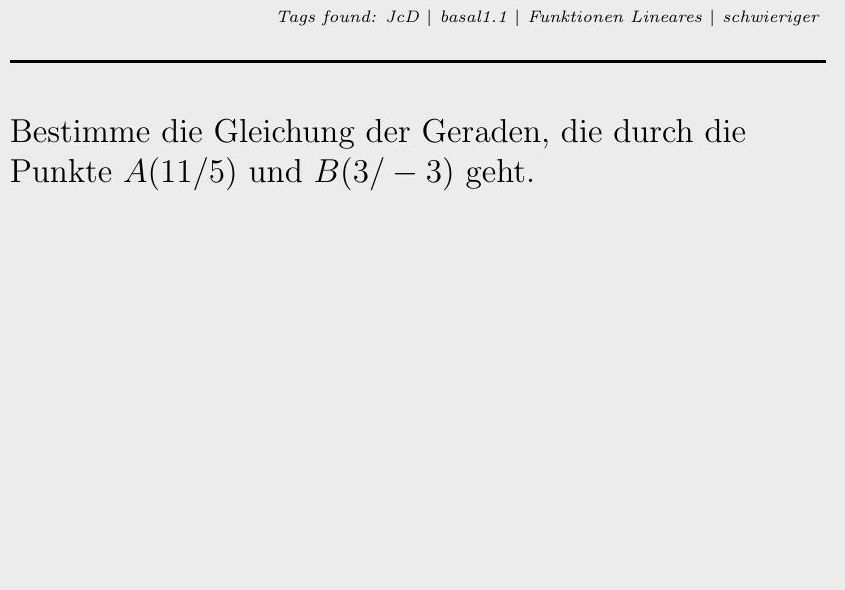 Tags found: JcD | basal1.1 | Funktionen Lineares | schwieriger
Bestimme die Gleichung der Geraden, die durch die
Punkte A(11/5) und B(3/ − 3) geht.